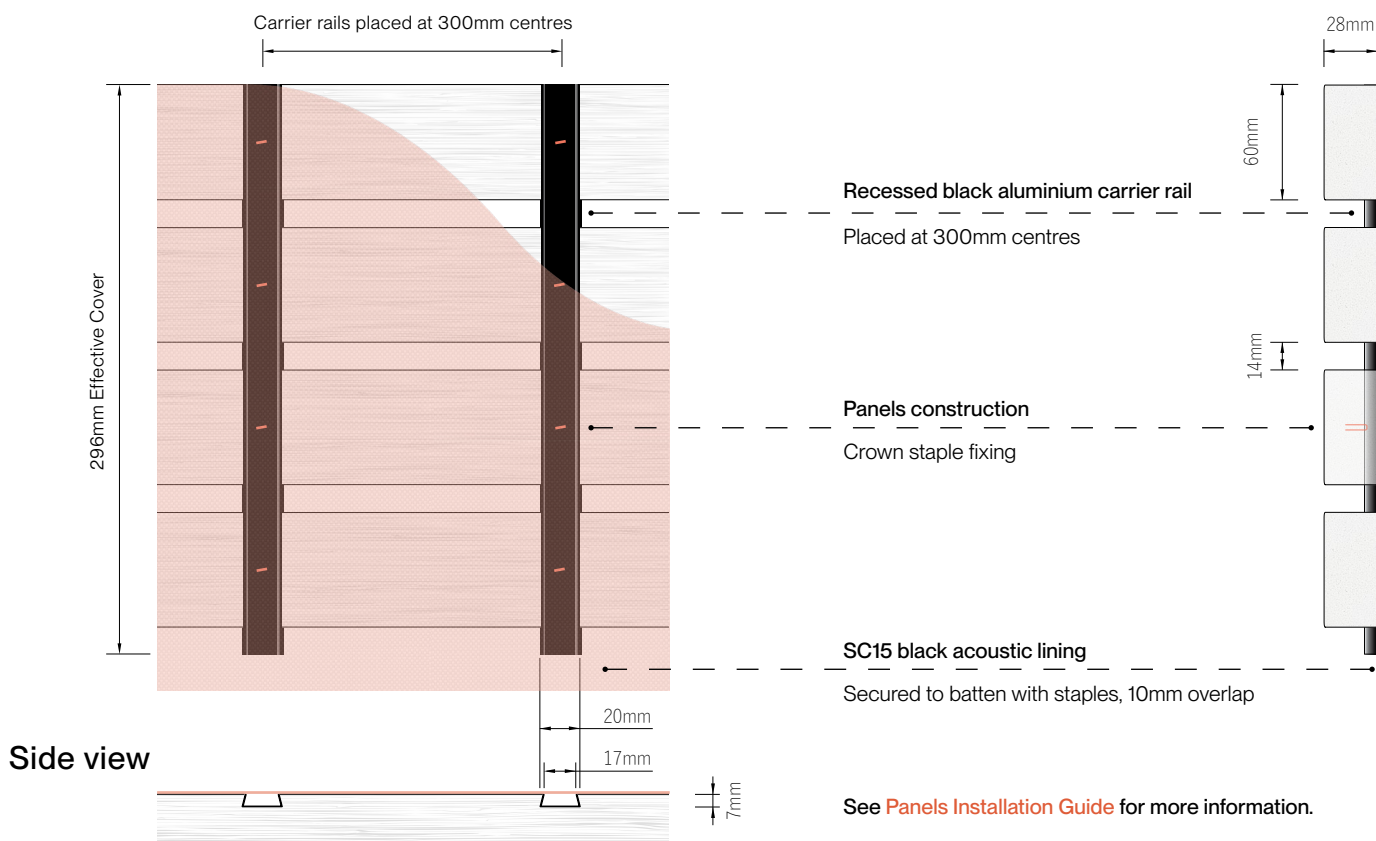 Carrier rails placed at 300mm centres
28mm
60mm
Recessed black aluminium carrier rail
Placed at 300mm centres
296mm Effective Cover
14mm
Panels construction
Crown staple fixing
SC15 black acoustic lining
Secured to batten with staples, 10mm overlap
20mm
Side view
17mm
7mm
See Panels Installation Guide for more information.